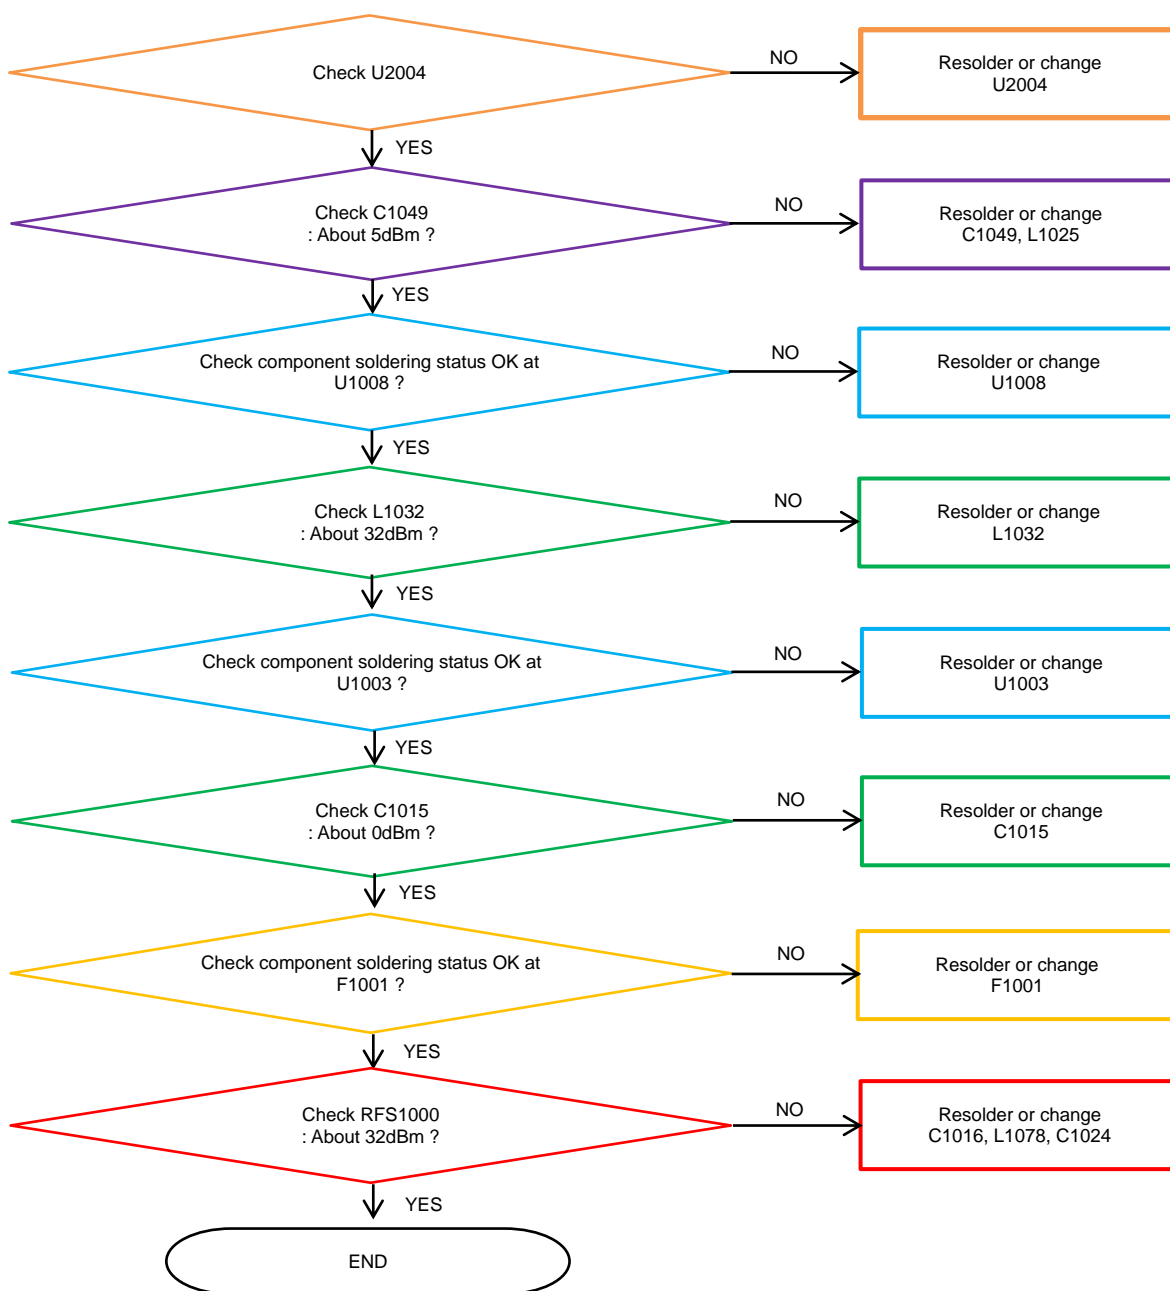 Check U2004
NO
Resolder or change
U2004
YES
Check C1049
: About 5dBm ?
NO
Resolder or change
C1049, L1025
YES
Check component soldering status OK at
U1008 ?
NO
Resolder or change
U1008
YES
Check L1032
: About 32dBm ?
NO
Resolder or change
L1032
YES
Check component soldering status OK at
U1003 ?
NO
Resolder or change
U1003
YES
Check C1015
: About 0dBm ?
NO
Resolder or change
C1015
YES
Check component soldering status OK at
F1001 ?
NO
Resolder or change
F1001
YES
Check RFS1000
: About 32dBm ?
NO
Resolder or change
C1016, L1078, C1024
YES
END